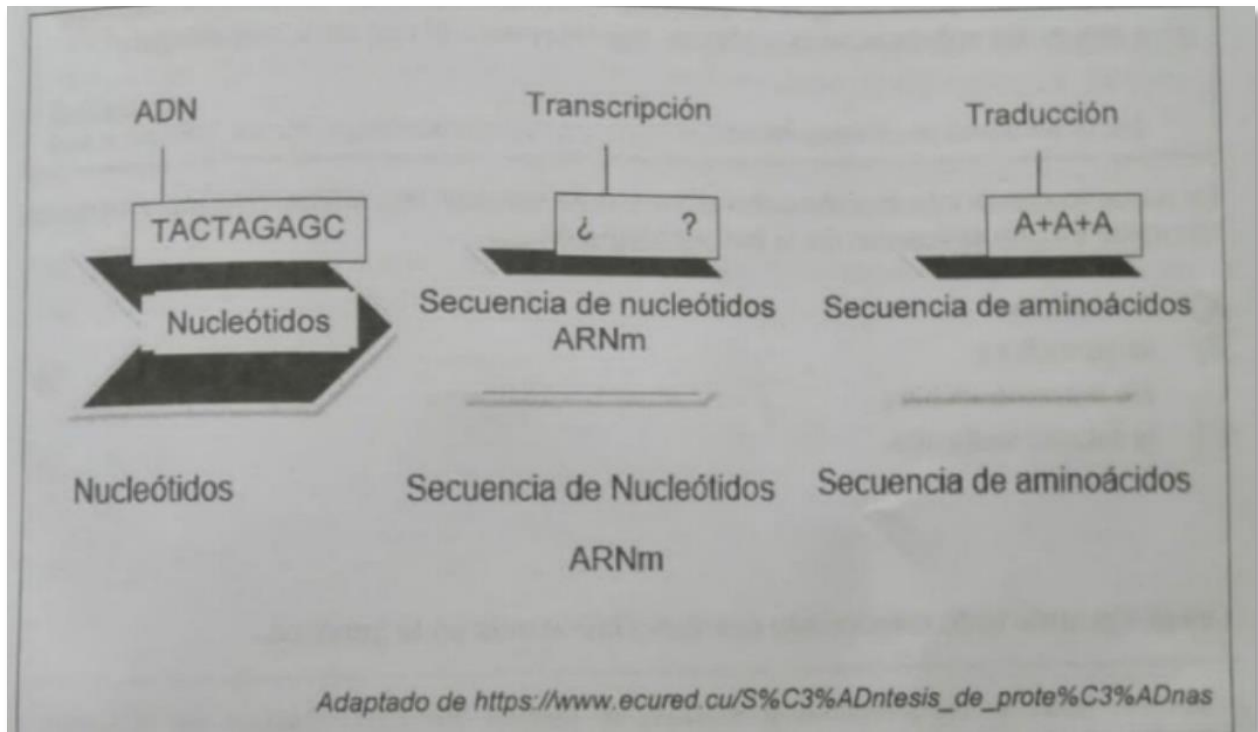 ADN
Transcripción
Traducción
TACTAGAGC
¿ ?
A+A+A
Nucleótidos
Secuencia de nucleótidos
ARNm
Secuencia de aminoácidos
Nucleótidos
Secuencia de Nucleótidos
ARNm
Secuencia de aminoácidos
Adaptado de https://www.ecured.cu/S%C3%ADntesis_de_prote%C3%ADnas